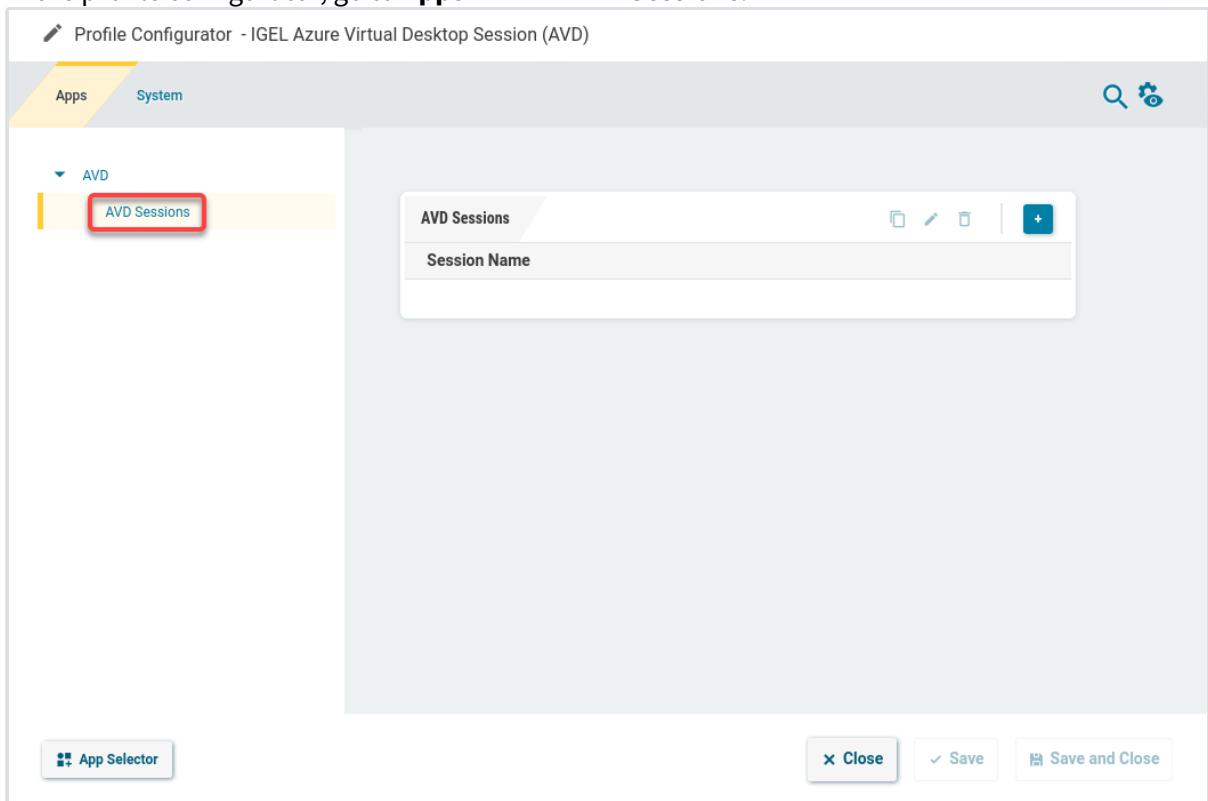 Apps
Profile Configurator - IGEL Azure Virtual Desktop Session (AVD)
Apps System
AVD
AVD Sessions
AVD Sessions
+
Session Name
App Selector
Close
Save
Save and Close